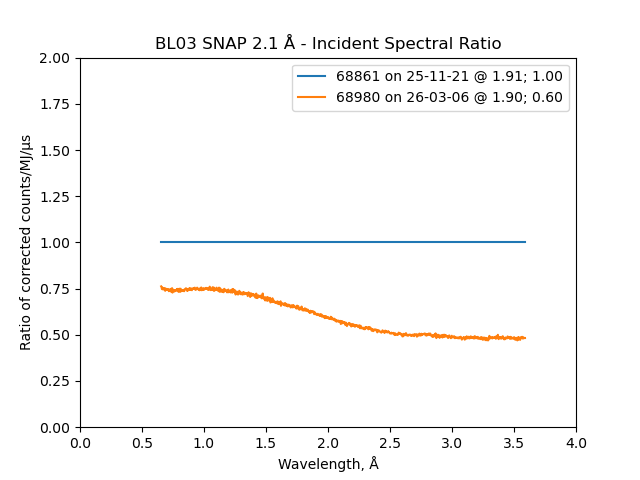 BL03 SNAP 2.1 Å - Incident Spectral Ratio
68861 on 25-11-21 @ 1.91; 1.00
68980 on 26-03-06 @ 1.90; 0.60
Ratio of corrected counts/MJ/µs
2.00
1.75
1.50
1.25
1.00
0.75
0.50
0.25
0.00
0.0 0.5 1.0 1.5 2.0 2.5 3.0 3.5 4.0
Wavelength, Å